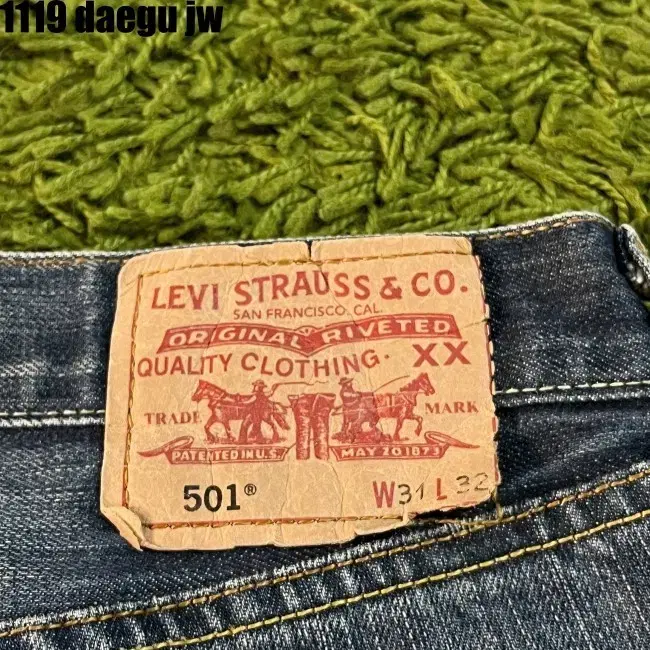 1119 daegu jw
LEVI STRAUSS & CO.
SAN FRANCISCO. CAL.
ORIGINAL RIVETED
QUALITY CLOTHING. XX
TRADE MARK
PATENTED IN U.S. MAY 20 1873
501® W31 L 32